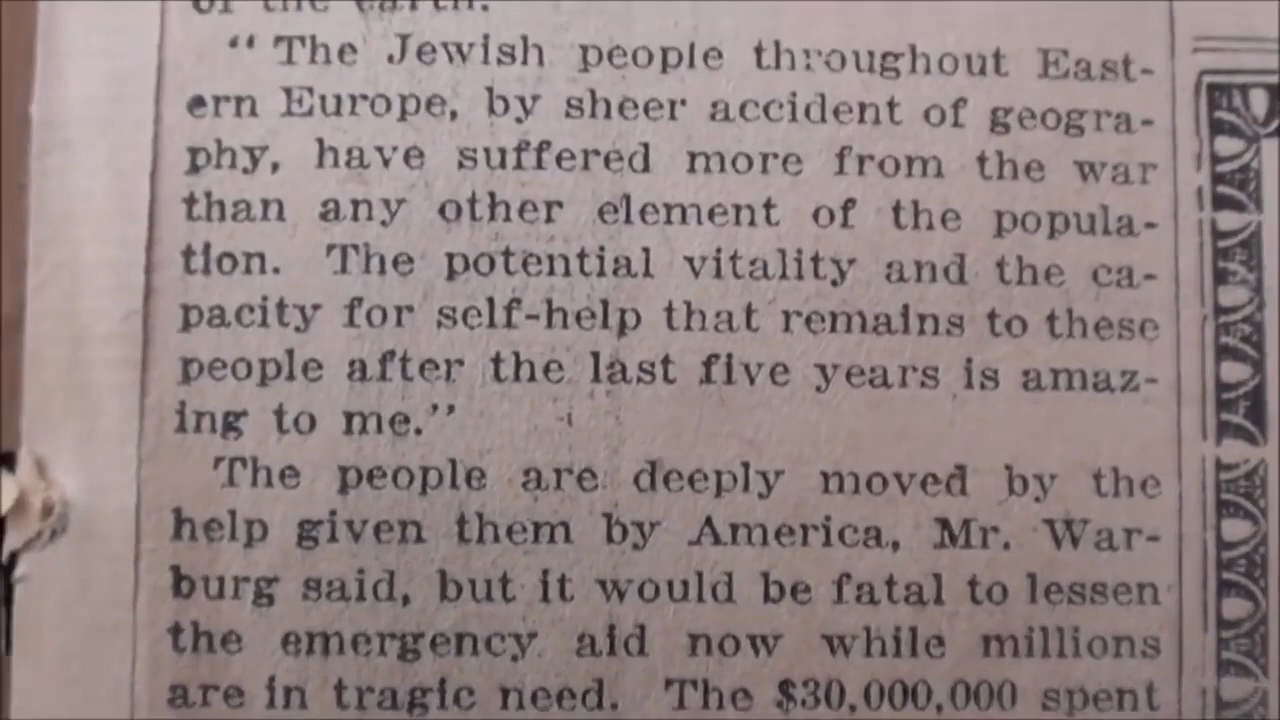 of the earth.
“ The Jewish people throughout East-
ern Europe, by sheer accident of geogra-
phy, have suffered more from the war
than any other element of the popula-
tion. The potential vitality and the ca-
pacity for self-help that remains to these
people after the last five years is amaz-
ing to me.”
The people are deeply moved by the
help given them by America, Mr. War-
burg said, but it would be fatal to lessen
the emergency aid now while millions
are in tragic need. The $30,000,000 spent